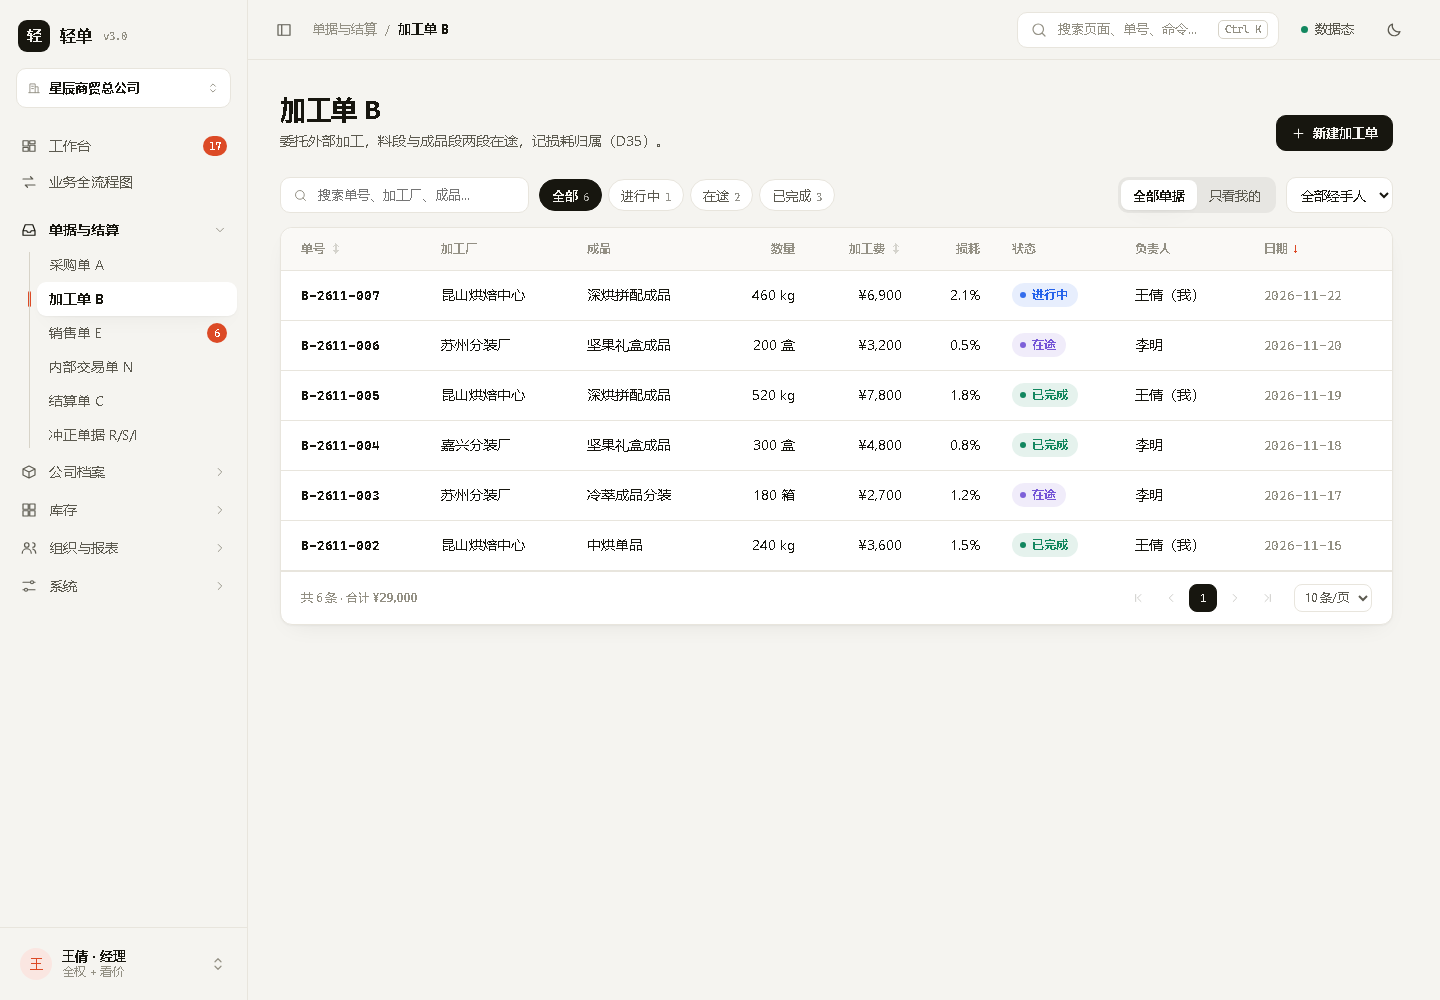 轻 轻单 v3.0
星辰商贸总公司
工作台 17
业务全流程图
单据与结算
采购单 A
加工单 B
销售单 E 6
内部交易单 N
结算单 C
冲正单据 R/S/I
公司档案
库存
组织与报表
系统
王 王倩 · 经理
全权 + 看价
单据与结算 / 加工单 B
搜索页面、单号、命令... Ctrl K
数据态
加工单 B
委托外部加工，料段与成品段两段在途，记损耗归属（D35）。
新建加工单
搜索单号、加工厂、成品...
全部 6 进行中 1 在途 2 已完成 3
全部单据 只看我的 全部经手人
单号 加工厂 成品 数量 加工费 损耗 状态 负责人 日期 ↓
B-2611-007 昆山烘焙中心 深烘拼配成品 460 kg ¥6,900 2.1% 进行中 王倩（我） 2026-11-22
B-2611-006 苏州分装厂 坚果礼盒成品 200 盒 ¥3,200 0.5% 在途 李明 2026-11-20
B-2611-005 昆山烘焙中心 深烘拼配成品 520 kg ¥7,800 1.8% 已完成 王倩（我） 2026-11-19
B-2611-004 嘉兴分装厂 坚果礼盒成品 300 盒 ¥4,800 0.8% 已完成 李明 2026-11-18
B-2611-003 苏州分装厂 冷萃成品分装 180 箱 ¥2,700 1.2% 在途 李明 2026-11-17
B-2611-002 昆山烘焙中心 中烘单品 240 kg ¥3,600 1.5% 已完成 王倩（我） 2026-11-15
共 6 条 · 合计 ¥29,000
1
10 条/页